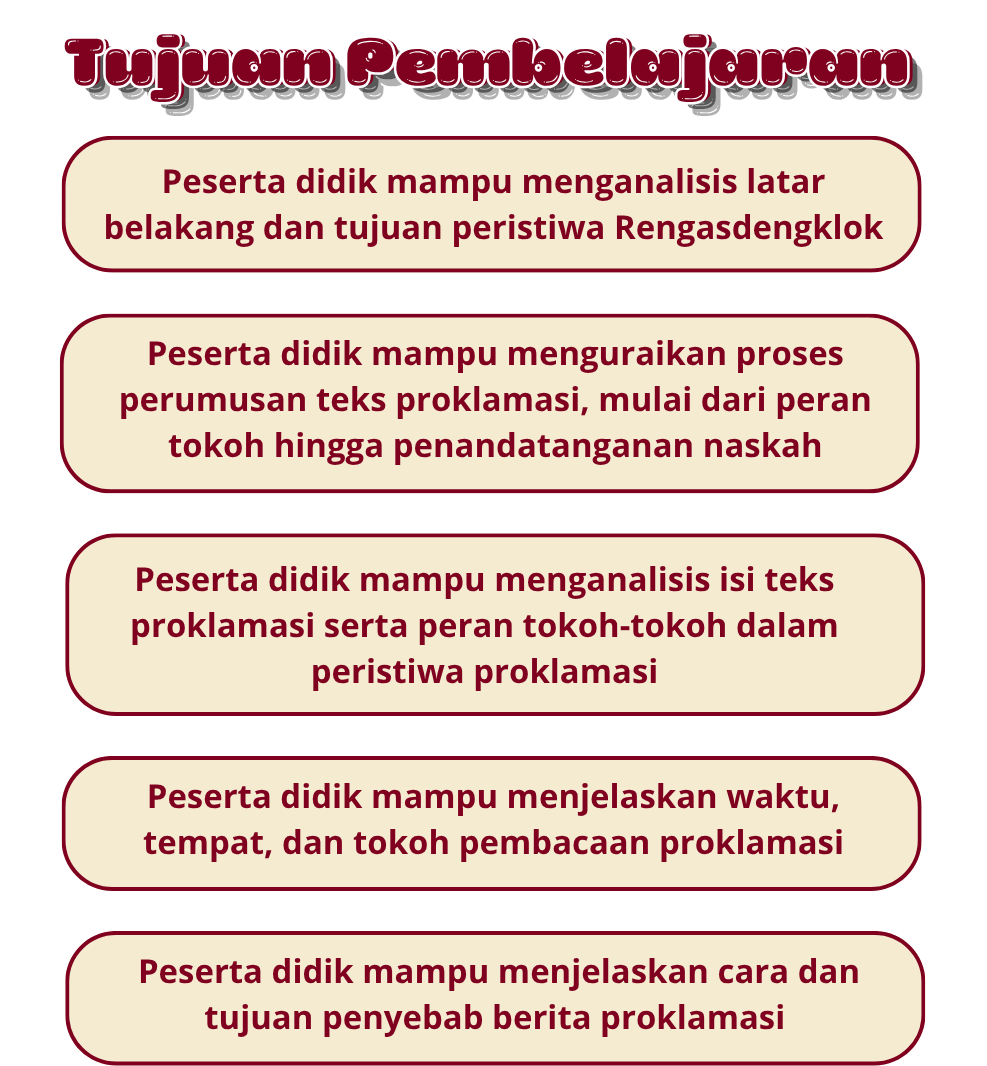 Tujuan Pembelajaran
Peserta didik mampu menganalisis latar
belakang dan tujuan peristiwa Rengasdengklok
Peserta didik mampu menguraikan proses
perumusan teks proklamasi, mulai dari peran
tokoh hingga penandatanganan naskah
Peserta didik mampu menganalisis isi teks
proklamasi serta peran tokoh-tokoh dalam
peristiwa proklamasi
Peserta didik mampu menjelaskan waktu,
tempat, dan tokoh pembacaan proklamasi
Peserta didik mampu menjelaskan cara dan
tujuan penyebab berita proklamasi